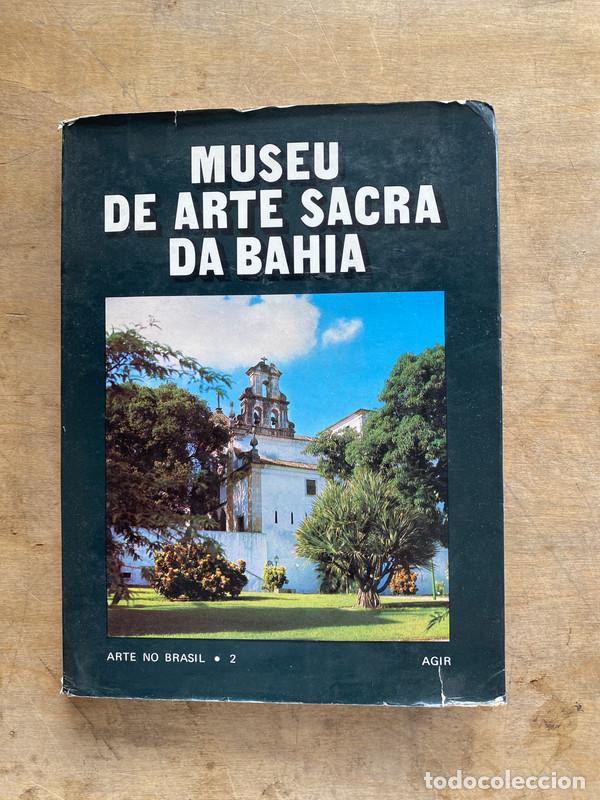 MUSEU
DE ARTE SACRA
DA BAHIA
ARTE NO BRASIL • 2
AGIR
todocoleccion